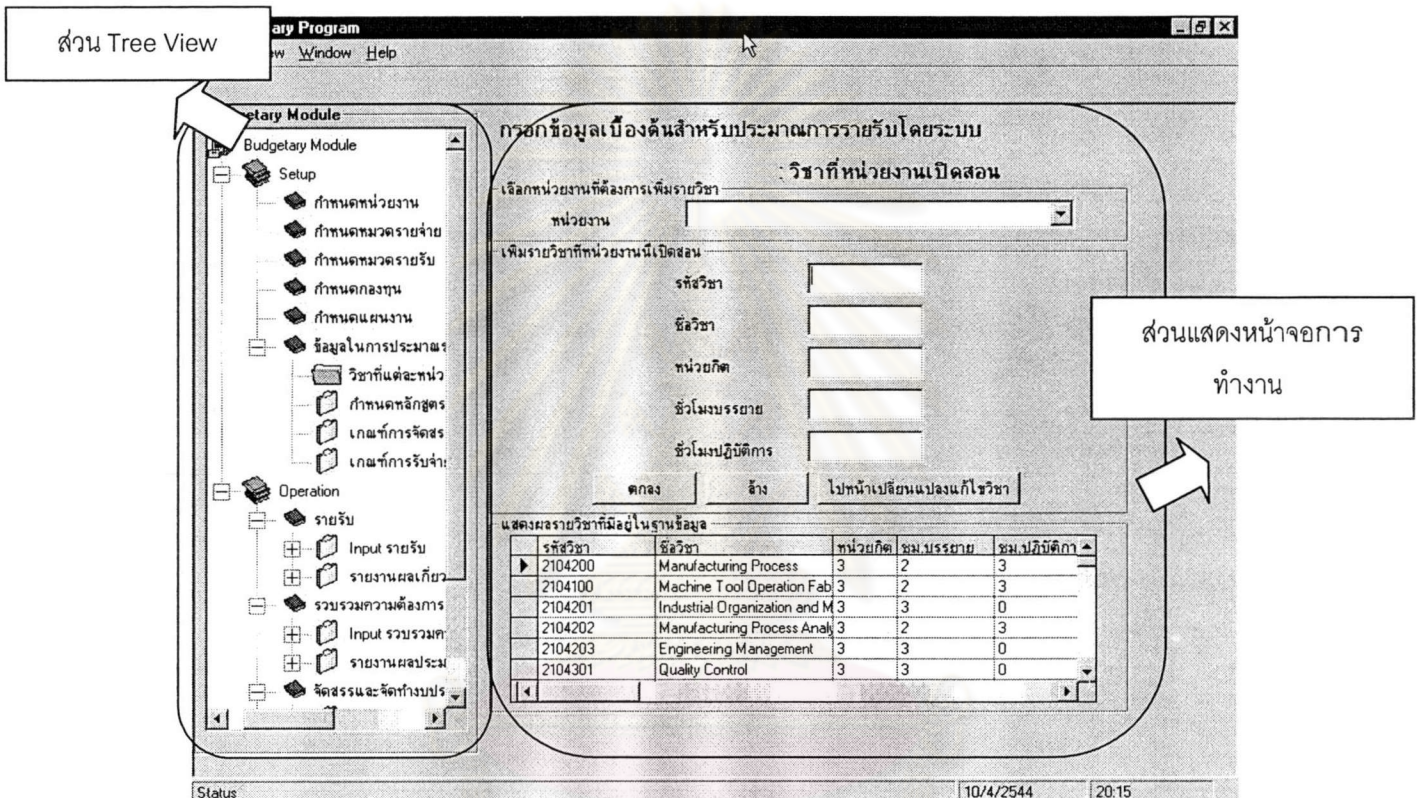 ส่วน Tree View
ary Program
Window Help
etary Module
Budgetary Module
Setup
กำหนดหน่วยงาน
กำหนดหมวดรายจ่าย
กำหนดหมวดรายรับ
กำหนดกองทุน
กำหนดแผนงาน
ข้อมูลในการประมาณร
วิชาที่แต่ละหน่ว
กำหนดหลักสูตร
เกณฑ์การจัดสร
เกณฑ์การรับจ่า
Operation
รายรับ
Input รายรับ
รายงานผลเกี่ยว
รวบรวมความต้องการ
Input รวบรวมค
รายงานผลประม
จัดสรรและจัดทำงบปร
กรอกข้อมูลเบื้องต้นสำหรับประมาณการรายรับโดยระบบ
: วิชาที่หน่วยงานเปิดสอน
เลือกหน่วยงานที่ต้องการเพิ่มรายวิชา
หน่วยงาน
เพิ่มรายวิชาที่หน่วยงานนี้เปิดสอน
รหัสวิชา
ชื่อวิชา
หน่วยกิต
ชั่วโมงบรรยาย
ชั่วโมงปฏิบัติการ
ตกลง ล้าง ไปหน้าเปลี่ยนแปลงแก้ไขวิชา
แสดงผลรายวิชาที่มีอยู่ในฐานข้อมูล
รหัสวิชา ชื่อวิชา หน่วยกิต ชม.บรรยาย ชม.ปฏิบัติกา
2104200 Manufacturing Process 3 2 3
2104100 Machine Tool Operation Fab 3 2 3
2104201 Industrial Organization and M 3 3 0
2104202 Manufacturing Process Analy 3 2 3
2104203 Engineering Management 3 3 0
2104301 Quality Control 3 3 0
ส่วนแสดงหน้าจอการ
ทำงาน
Status 10/4/2544 20:15